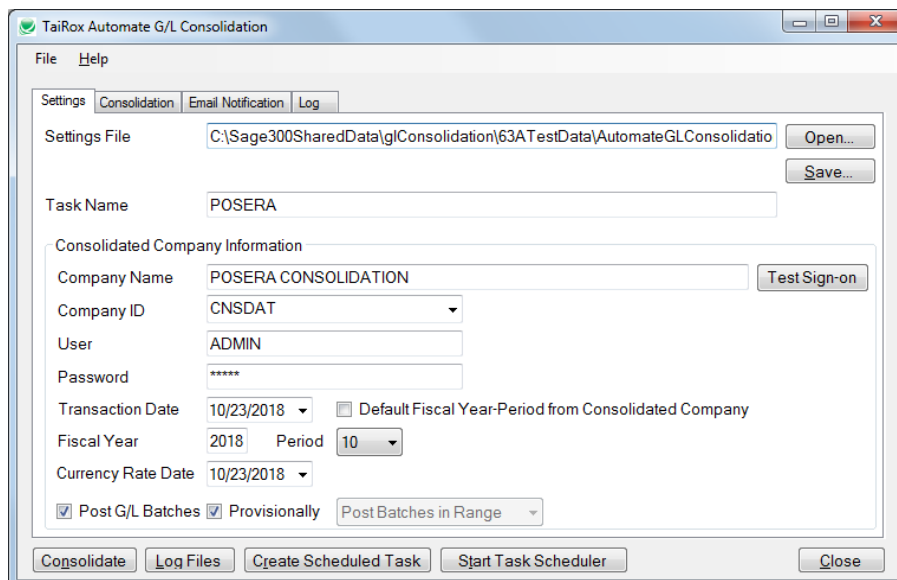 TaiRox Automate G/L Consolidation
File Help
Settings Consolidation Email Notification Log
Settings File C:\Sage300SharedData\glConsolidation\63ATestData\AutomateGLConsolidatio Open...
Save...
Task Name POSERA
Consolidated Company Information
Company Name POSERA CONSOLIDATION Test Sign-on
Company ID CNSDAT
User ADMIN
Password *****
Transaction Date 10/23/2018 Default Fiscal Year-Period from Consolidated Company
Fiscal Year 2018 Period 10
Currency Rate Date 10/23/2018
Post G/L Batches Provisionally Post Batches in Range
Consolidate Log Files Create Scheduled Task Start Task Scheduler Close